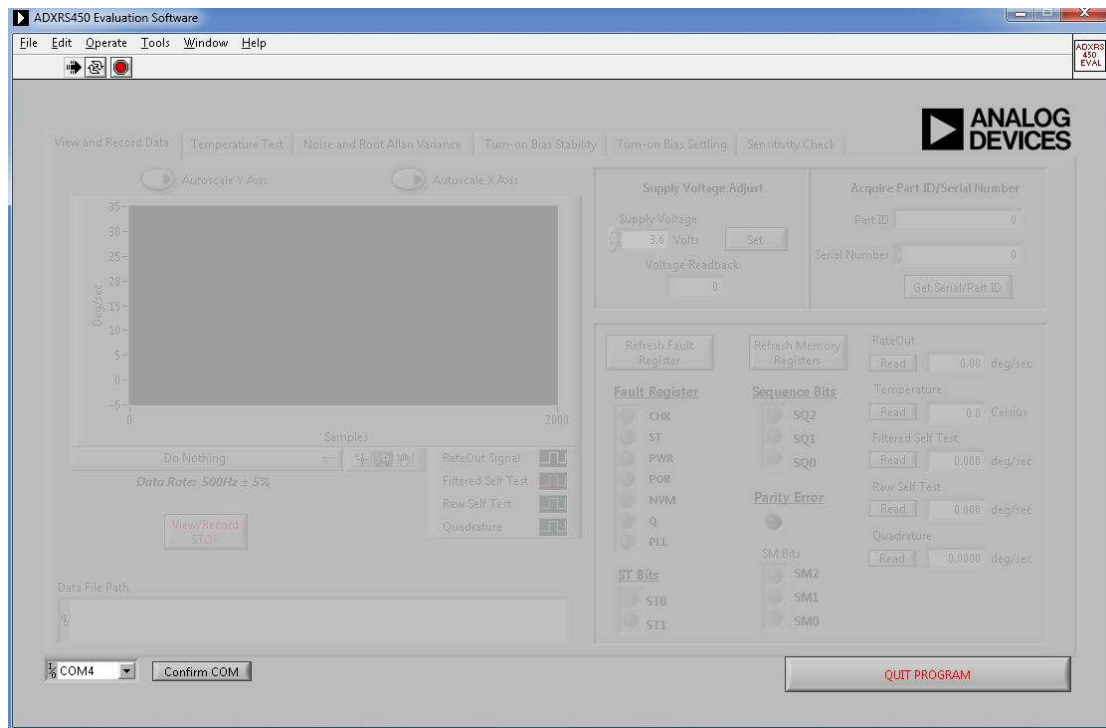 ADXRS450 Evaluation Software
File Edit Operate Tools Window Help
ADXRS
450
EVAL
ANALOG
DEVICES
View and Record Data Temperature Test Noise and Root Allan Variance Turn-on Bias Stability Turn-on Bias Settling Sensitivity Check
Autoscale Y Axis Autoscale X Axis
35
30
25
20
15
10
5
0
-5
Deg/sec
0 2000
Samples
Do Nothing
Data Rate: 500Hz ± 5%
RateOut Signal
Filtered Self Test
Raw Self Test
Quadrature
View/Record
STOP
Data File Path
Supply Voltage Adjust
Supply Voltage
3.6 Volts Set
Voltage Readback
0
Acquire Part ID/Serial Number
Part ID 0
Serial Number 0
Get Serial/Part ID
Refresh Fault
Register
Fault Register
CHK
ST
PWR
POR
NVM
Q
PLL
ST Bits
ST0
ST1
Refresh Memory
Registers
Sequence Bits
SQ2
SQ1
SQ0
Parity Error
SM Bits
SM2
SM1
SM0
RateOut
Read 0.00 deg/sec
Temperature
Read 0.0 Celsius
Filtered Self Test
Read 0.000 deg/sec
Raw Self Test
Read 0.000 deg/sec
Quadrature
Read 0.0000 deg/sec
COM4 Confirm COM
QUIT PROGRAM